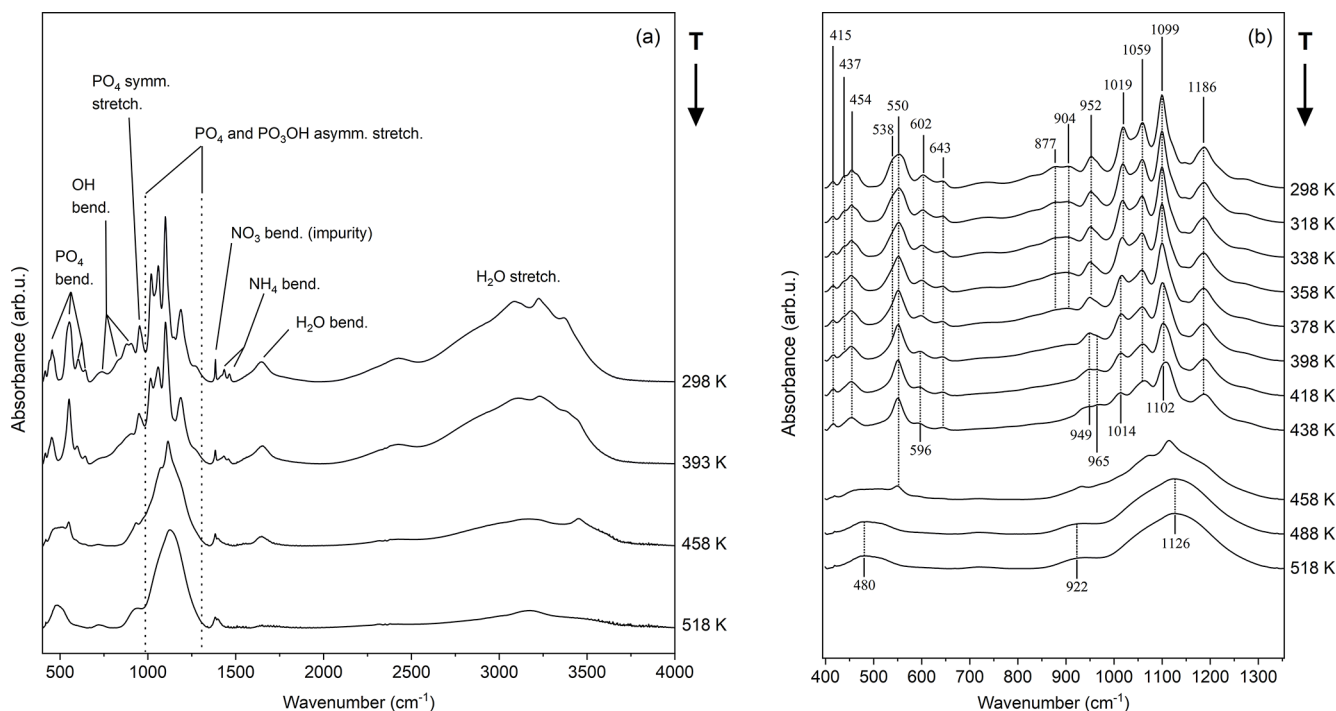 (a)
T
PO4 symm.
stretch.
PO4 and PO3OH asymm. stretch.
OH
bend.
PO4
bend.
NO3 bend. (impurity)
NH4 bend.
H2O bend.
H2O stretch.
298 K
393 K
458 K
518 K
Absorbance (arb.u.)
500 1000 1500 2000 2500 3000 3500 4000
Wavenumber (cm-1)
(b)
T
415
437
454
538
550
602
643
877
904
952
1019
1059
1099
1186
298 K
318 K
338 K
358 K
378 K
398 K
418 K
438 K
458 K
488 K
518 K
596
949
965
1014
1102
480
922
1126
Absorbance (arb.u.)
400 500 600 700 800 900 1000 1100 1200 1300
Wavenumber (cm-1)